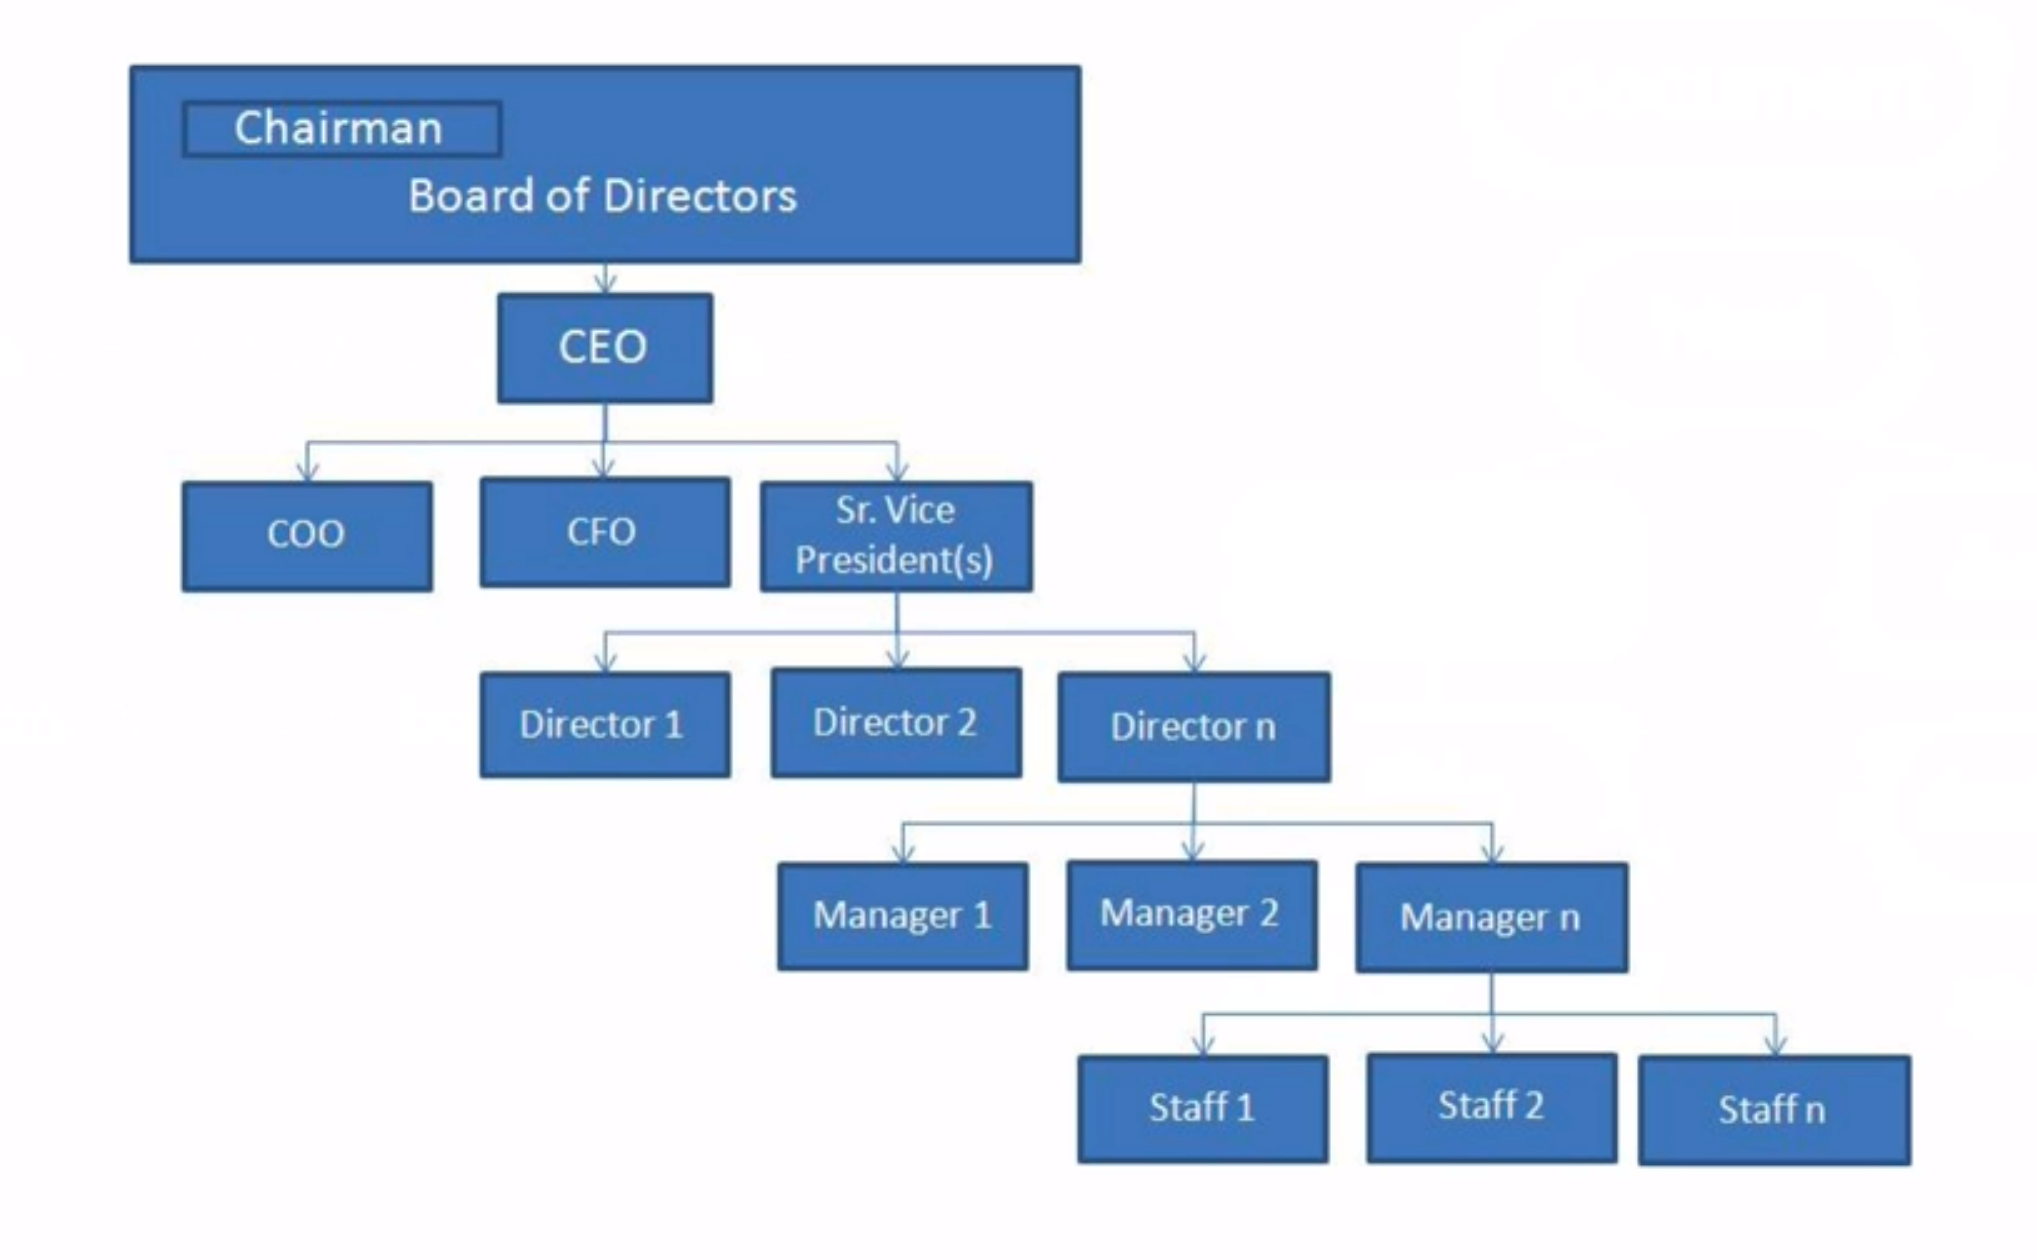 Chairman
Board of Directors
CEO
COO
CFO
Sr. Vice
President(s)
Director 1
Director 2
Director n
Manager 1
Manager 2
Manager n
Staff 1
Staff 2
Staff n